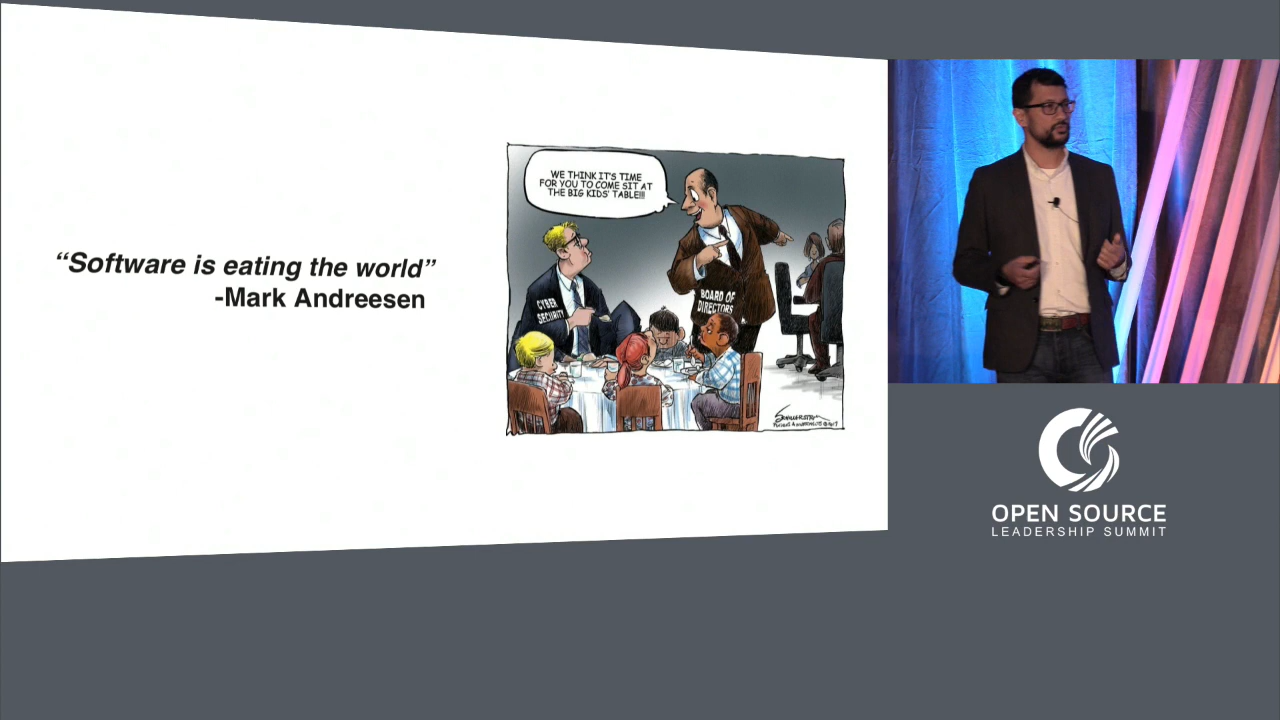 "Software is eating the world"
-Mark Andreesen
WE THINK IT'S TIME
FOR YOU TO COME SIT AT
THE BIG KIDS' TABLE!!!
CYBER
SECURITY
BOARD OF
DIRECTORS
OPEN SOURCE
LEADERSHIP SUMMIT